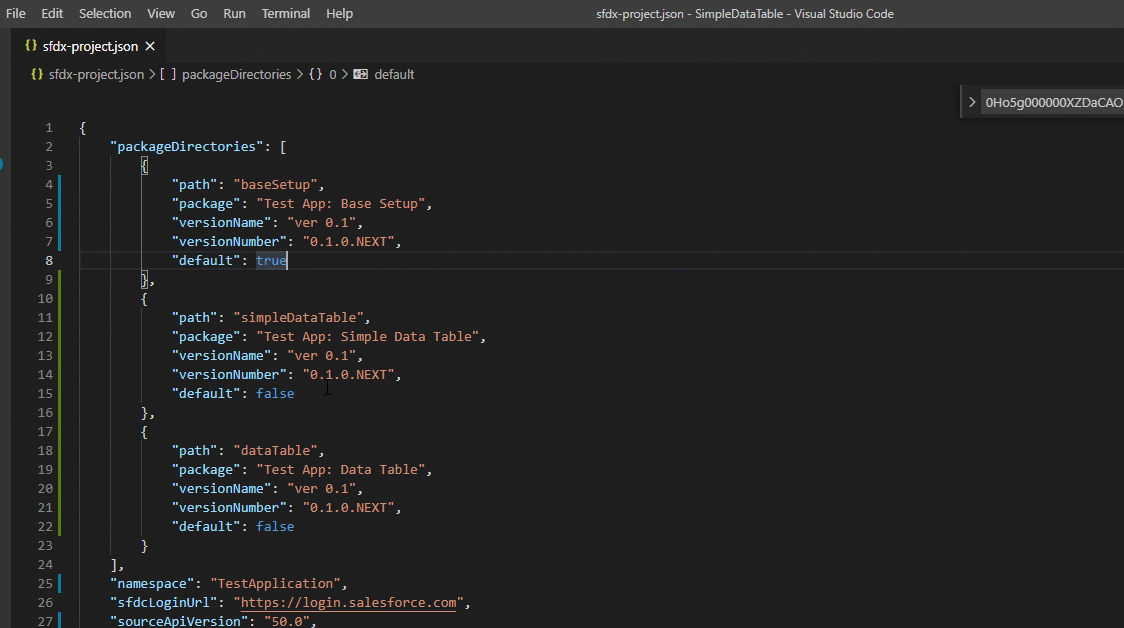 File Edit Selection View Go Run Terminal Help sfdx-project.json - SimpleDataTable - Visual Studio Code
{} sfdx-project.json ×
{} sfdx-project.json > [ ] packageDirectories > {} 0 > default
> 0Ho5g000000XZDaCAO
1 {
2 "packageDirectories": [
3 {
4 "path": "baseSetup",
5 "package": "Test App: Base Setup",
6 "versionName": "ver 0.1",
7 "versionNumber": "0.1.0.NEXT",
8 "default": true
9 },
10 {
11 "path": "simpleDataTable",
12 "package": "Test App: Simple Data Table",
13 "versionName": "ver 0.1",
14 "versionNumber": "0.1.0.NEXT",
15 "default": false
16 },
17 {
18 "path": "dataTable",
19 "package": "Test App: Data Table",
20 "versionName": "ver 0.1",
21 "versionNumber": "0.1.0.NEXT",
22 "default": false
23 }
24 ],
25 "namespace": "TestApplication",
26 "sfdcLoginUrl": "https://login.salesforce.com",
27 "sourceApiVersion": "50.0",